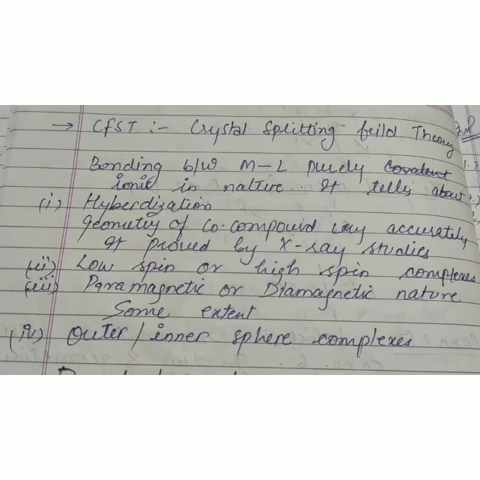 → CFST :- Crystal Splitting feild Theory
Bonding b/w M-L purely Covalent
ionic in nature. It tells about
(i) Hyberdization
Geometry of Co. compound very accurately
It proved by X-ray studies
(ii) Low spin or high spin complexes
(iii) Paramagnetic or Diamagnetic nature
Some extent
(iv) Outer/inner sphere complexes